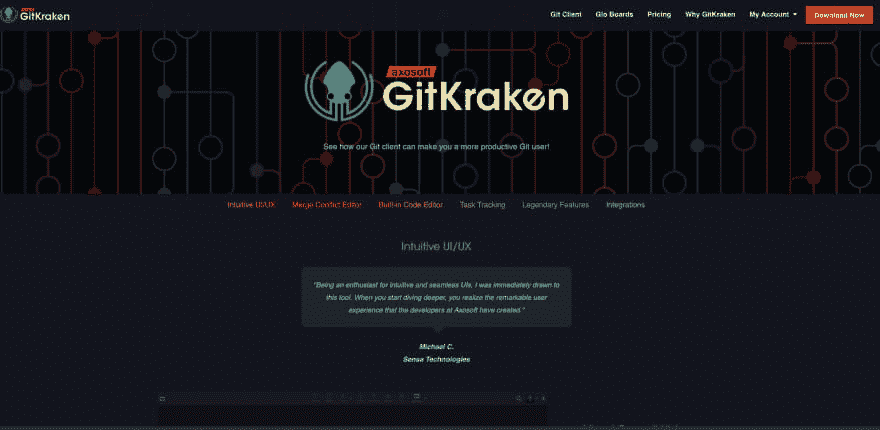 axosoft
GitKraken
Git Client
Glo Boards
Pricing
Why GitKraken
My Account
Download Now
axosoft
GitKraken
See how our Git client can make you a more productive Git user!
Intuitive UI/UX
Merge Conflict Editor
Built-in Code Editor
Task Tracking
Legendary Features
Integrations
Intuitive UI/UX
"Being an enthusiast for intuitive and seamless UIs, I was immediately drawn to
this tool. When you start diving deeper, you realize the remarkable user
experience that the developers at Axosoft have created."
Michael C.
Sensa Technologies